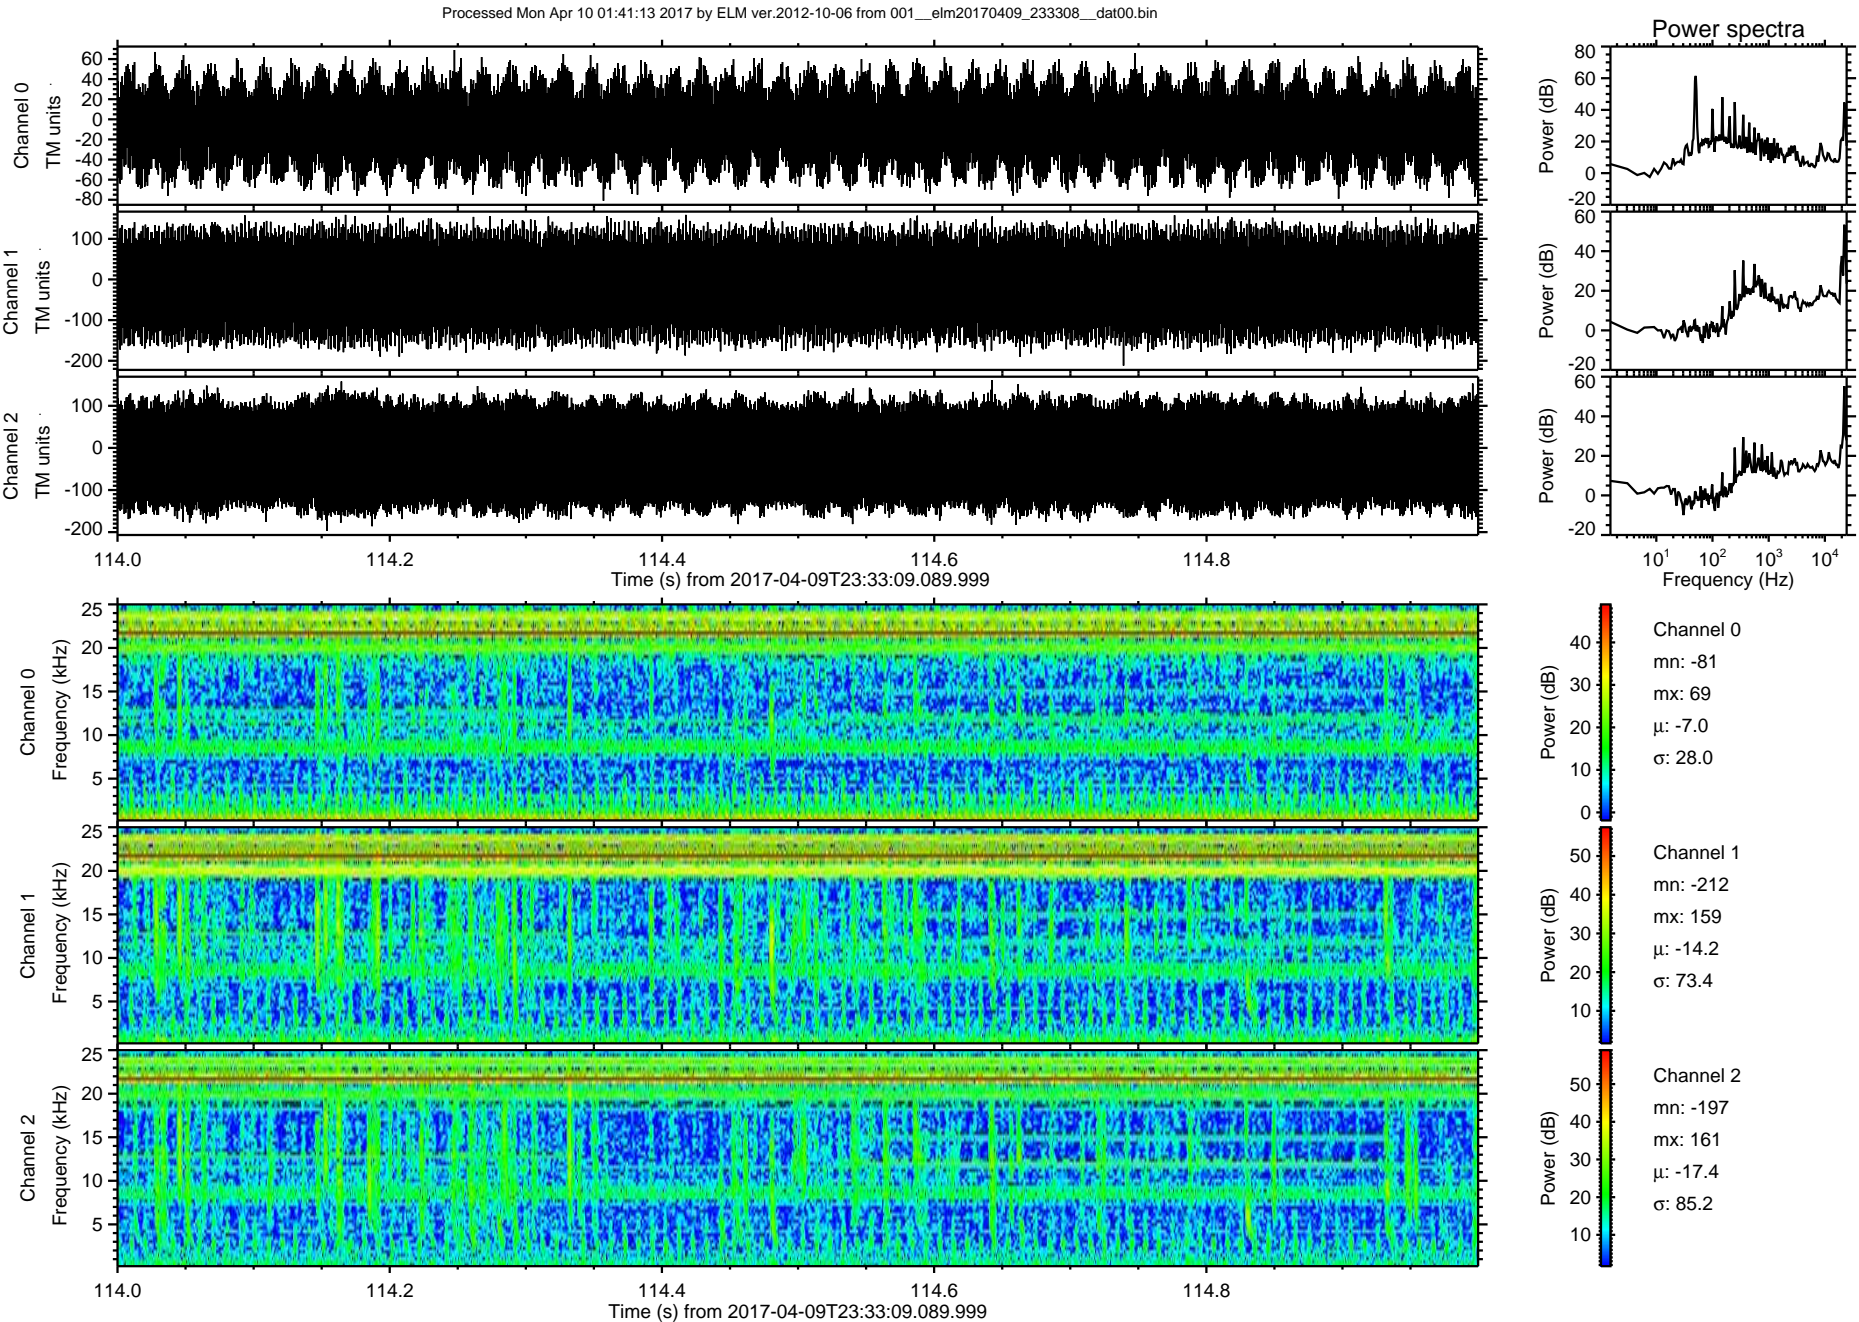 Processed Mon Apr 10 01:41:13 2017 by ELM ver.2012-10-06 from 001__elm20170409_233308__dat00.bin
Power spectra
Channel 0
TM units
60
40
20
0
-20
-40
-60
-80
Power (dB)
80
60
40
20
0
-20
Channel 1
TM units
100
0
-100
-200
Power (dB)
60
40
20
0
-20
Channel 2
TM units
100
0
-100
-200
Power (dB)
60
40
20
0
-20
114.0 114.2 114.4 114.6 114.8
Time (s) from 2017-04-09T23:33:09.089.999
10¹ 10² 10³ 10⁴
Frequency (Hz)
Channel 0
Frequency (kHz)
25
20
15
10
5
Power (dB)
40
30
20
10
0
Channel 0
mn: -81
mx: 69
μ: -7.0
σ: 28.0
Channel 1
Frequency (kHz)
25
20
15
10
5
Power (dB)
50
40
30
20
10
Channel 1
mn: -212
mx: 159
μ: -14.2
σ: 73.4
Channel 2
Frequency (kHz)
25
20
15
10
5
Power (dB)
50
40
30
20
10
Channel 2
mn: -197
mx: 161
μ: -17.4
σ: 85.2
114.0 114.2 114.4 114.6 114.8
Time (s) from 2017-04-09T23:33:09.089.999